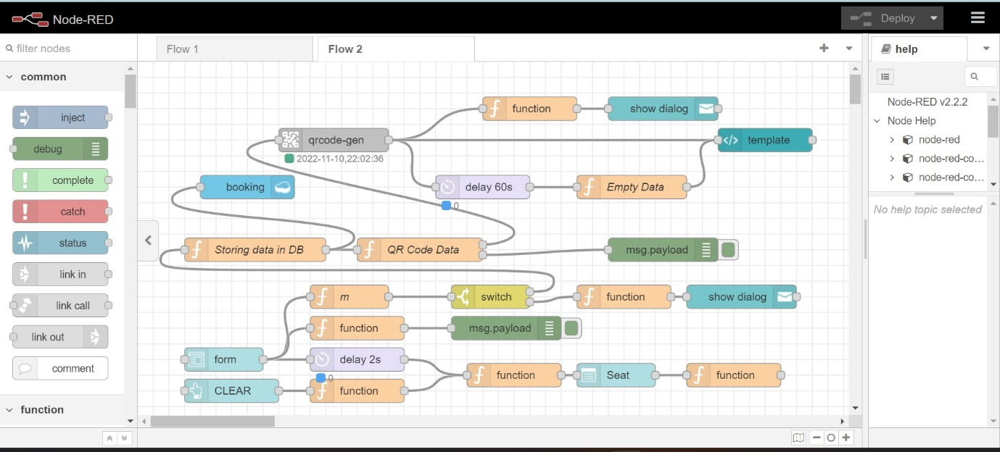 Node-RED
Deploy
filter nodes
Flow 1
Flow 2
help
common
inject
debug
complete
catch
status
link in
link call
link out
comment
function
function
show dialog
qrcode-gen
template
2022-11-10,22:02:36
booking
delay 60s
Empty Data
0
Storing data in DB
QR Code Data
msg.payload
m
switch
function
show dialog
function
msg.payload
form
delay 2s
0
function
Seat
function
CLEAR
function
Node-RED v2.2.2
Node Help
node-red
node-red-co...
node-red-co...
No help topic selected